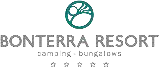 BONTERRA RESORT
camping · bungalows